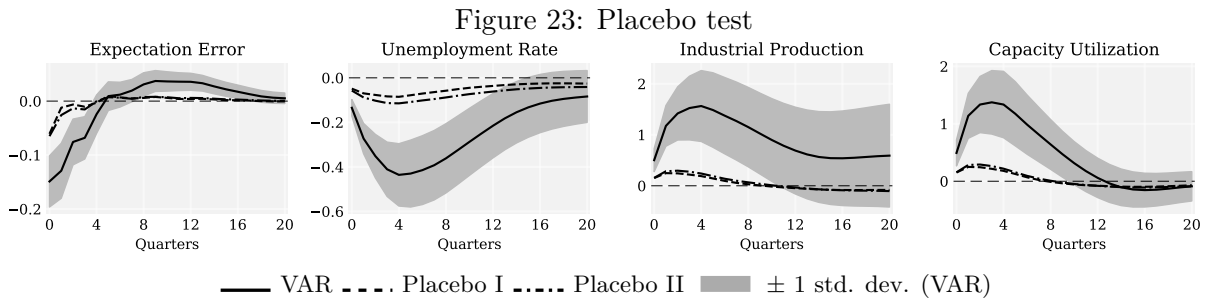 Figure 23: Placebo test
Expectation Error
Unemployment Rate
Industrial Production
Capacity Utilization
0.0
−0.1
−0.2
0 4 8 12 16 20
Quarters
0.0
−0.2
−0.4
−0.6
0 4 8 12 16 20
Quarters
2
1
0
0 4 8 12 16 20
Quarters
2
1
0
0 4 8 12 16 20
Quarters
VAR Placebo I Placebo II ± 1 std. dev. (VAR)